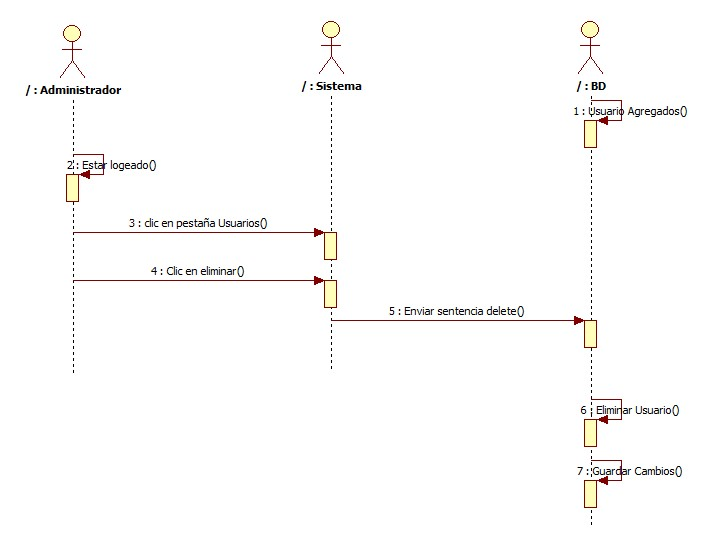 / : Administrador
/ : Sistema
/ : BD
1 : Usuario Agregados()
2 : Estar logeado()
3 : clic en pestaña Usuarios()
4 : Clic en eliminar()
5 : Enviar sentencia delete()
6 : Eliminar Usuario()
7 : Guardar Cambios()